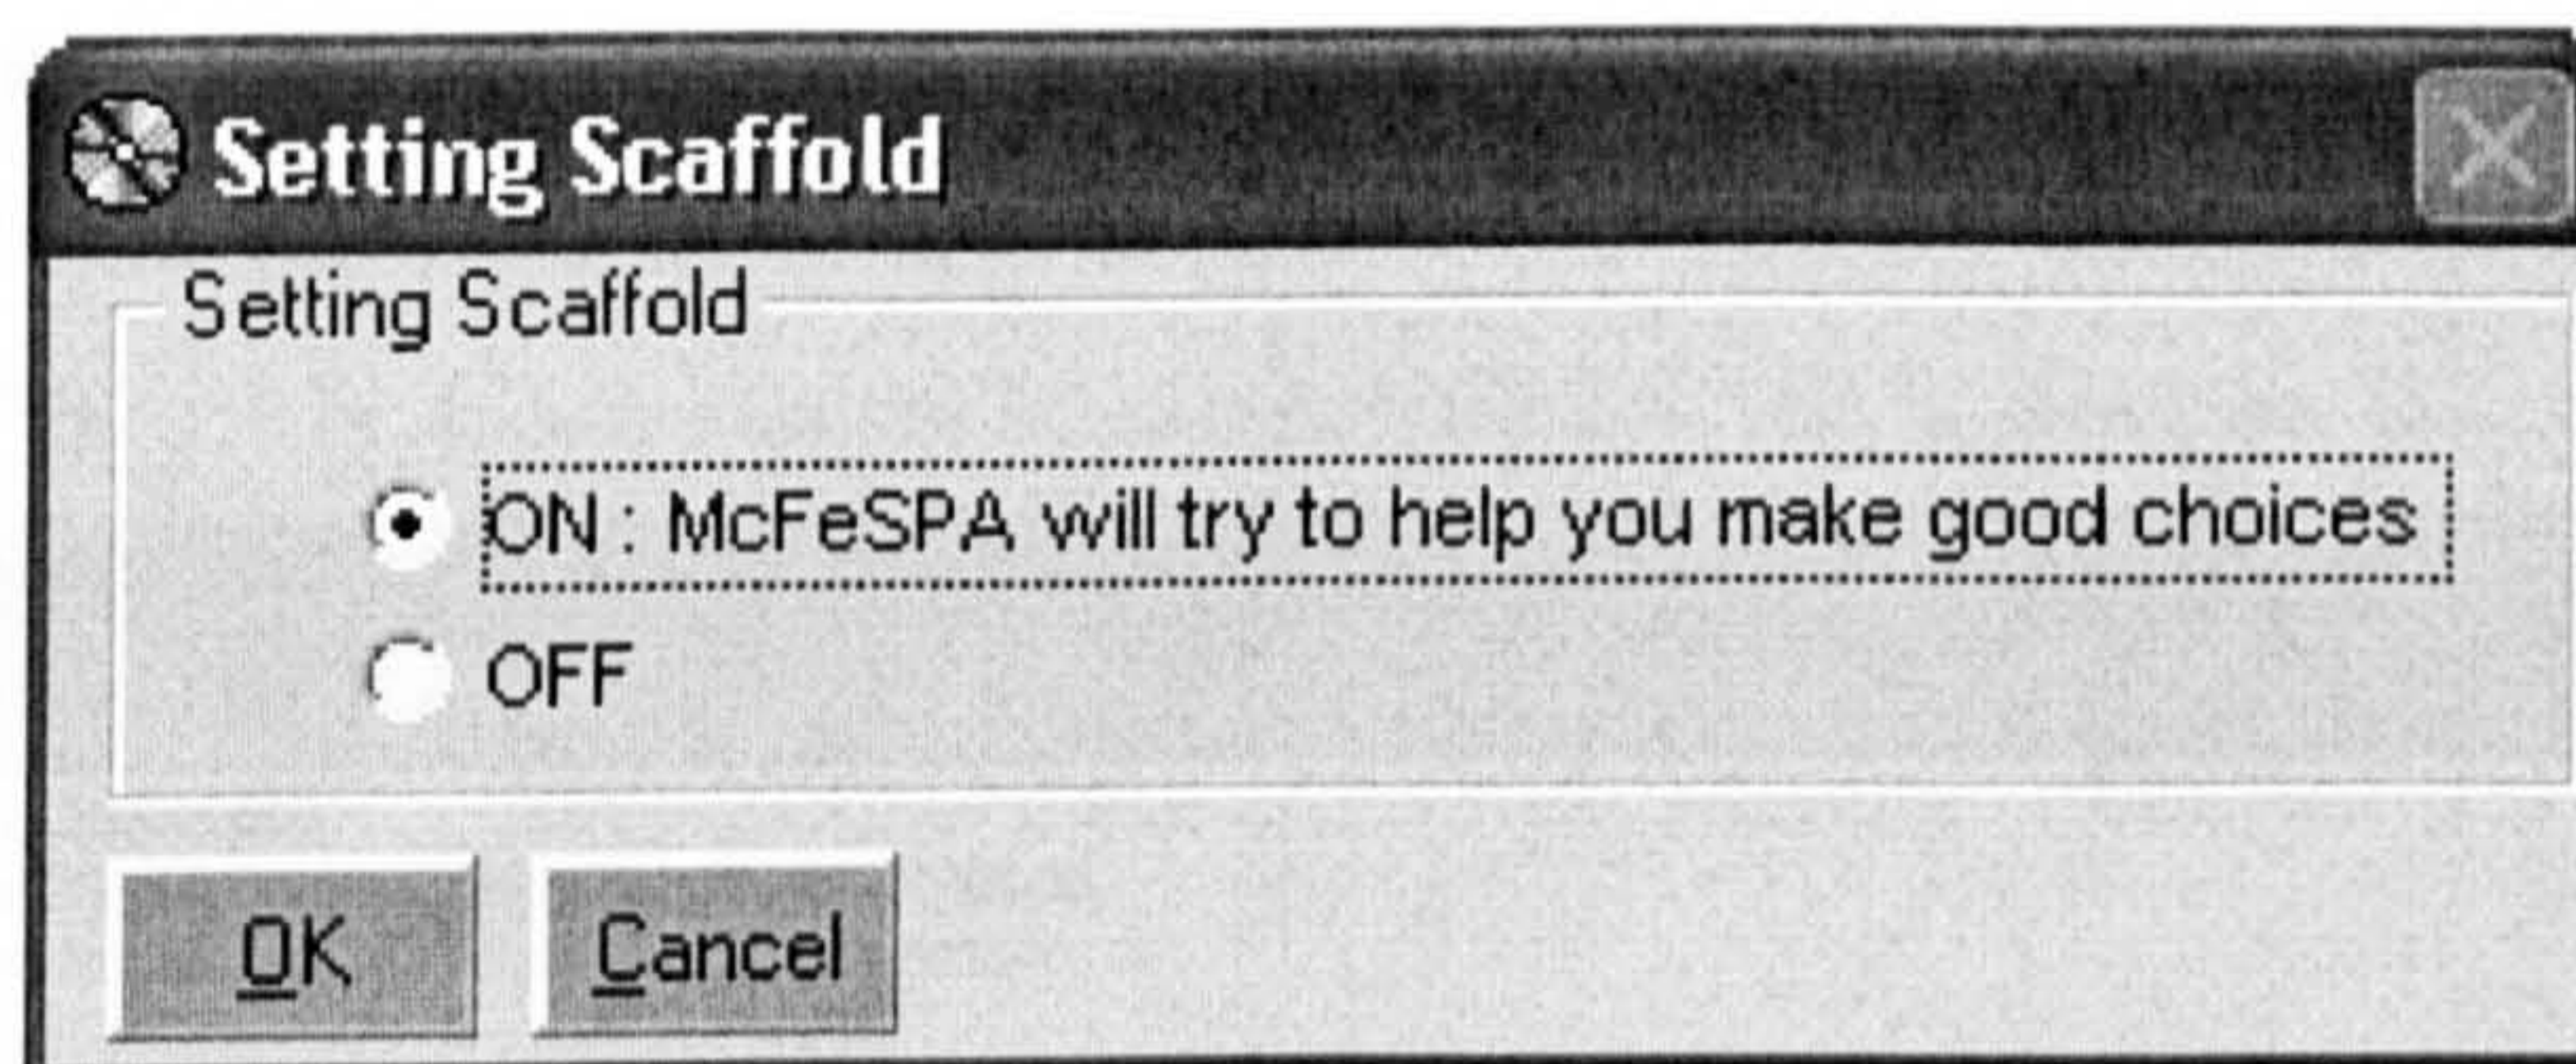 Setting Scaffold
Setting Scaffold
ON : McFeSPA will try to help you make good choices
OFF
OK
Cancel